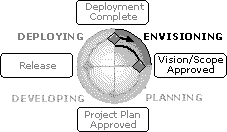 Deployment
Complete
DEPLOYING
ENVISIONING
Release
Vision/Scope
Approved
DEVELOPING
PLANNING
Project Plan
Approved